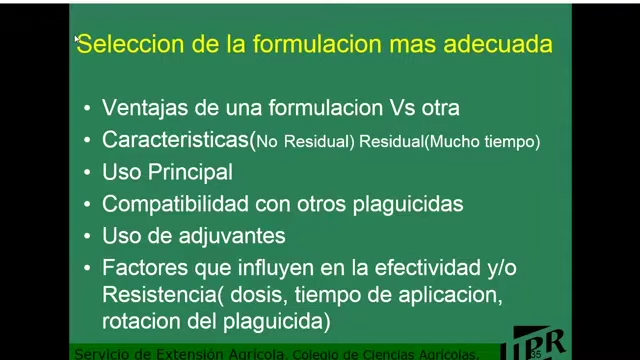 Seleccion de la formulacion mas adecuada
• Ventajas de una formulacion Vs otra
• Caracteristicas(No Residual) Residual(Mucho tiempo)
• Uso Principal
• Compatibilidad con otros plaguicidas
• Uso de adjuvantes
• Factores que influyen en la efectividad y/o
Resistencia( dosis, tiempo de aplicacion,
rotacion del plaguicida)
Servicio de Extensión Agrícola, Colegio de Ciencias Agrícolas,
35
UPR